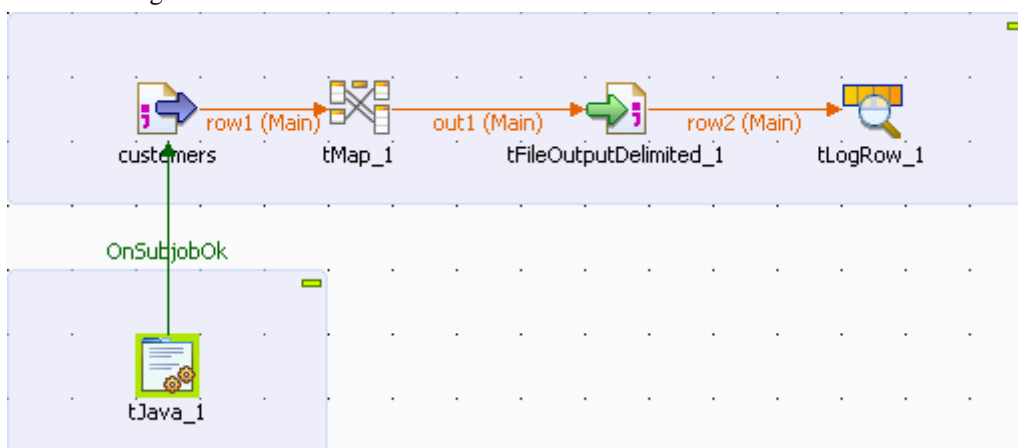 row1 (Main)
out1 (Main)
row2 (Main)
customers
tMap_1
tFileOutputDelimited_1
tLogRow_1
OnSubjobOk
tJava_1